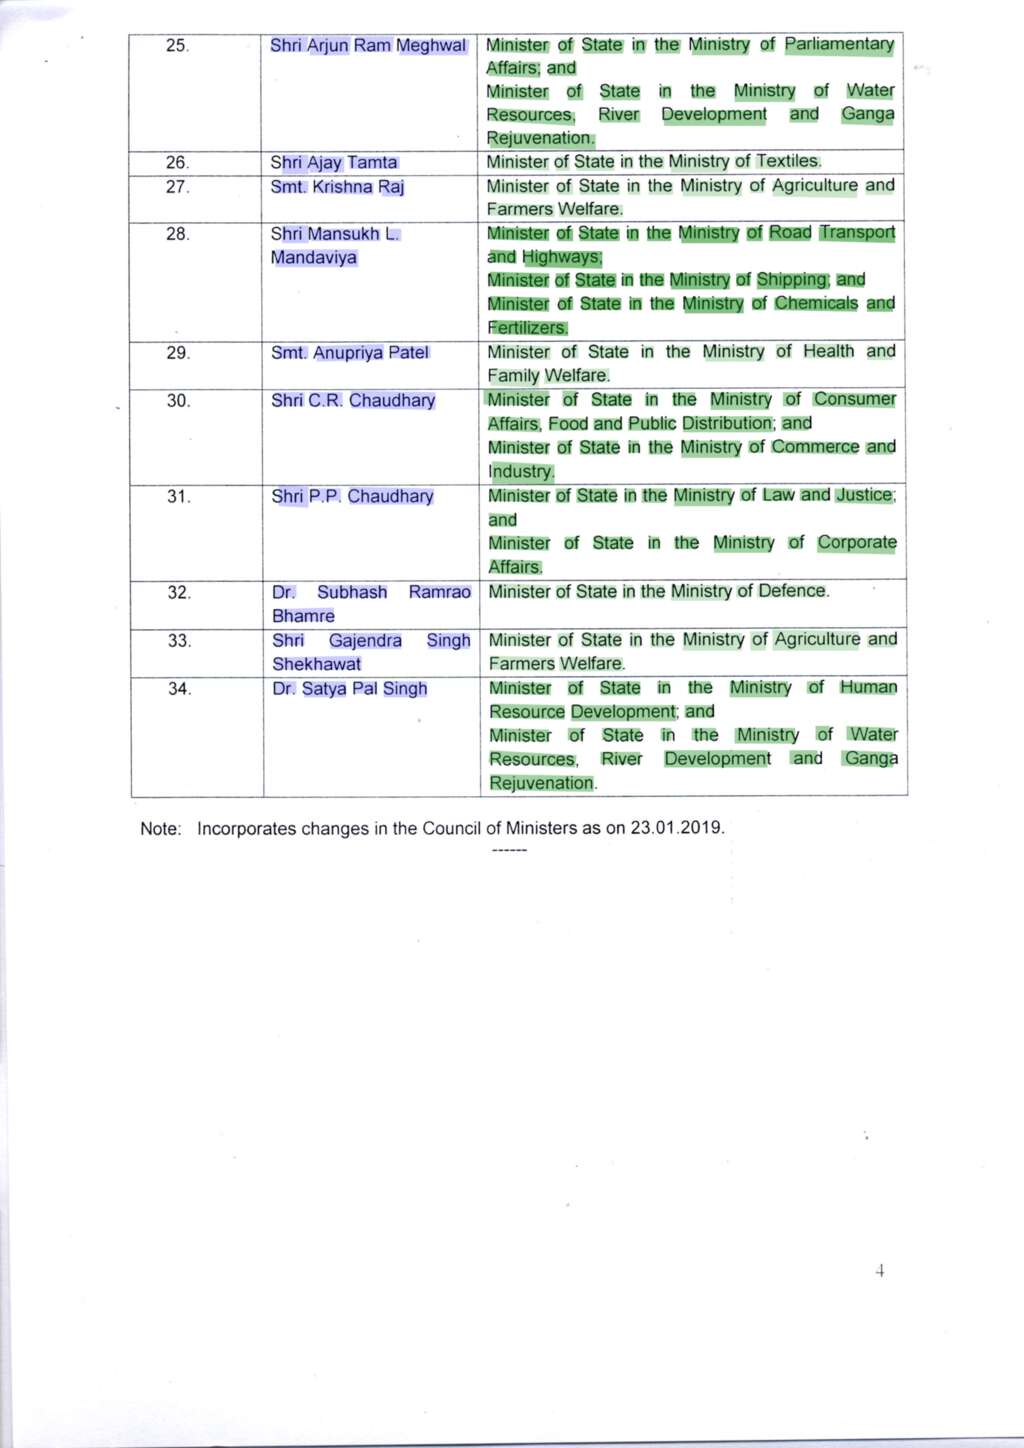 25. Shri Arjun Ram Meghwal Minister of State in the Ministry of Parliamentary
Affairs; and
Minister of State in the Ministry of Water
Resources, River Development and Ganga
Rejuvenation.
26. Shri Ajay Tamta Minister of State in the Ministry of Textiles.
27. Smt. Krishna Raj Minister of State in the Ministry of Agriculture and
Farmers Welfare.
28. Shri Mansukh L. Minister of State in the Ministry of Road Transport
Mandaviya and Highways;
Minister of State in the Ministry of Shipping; and
Minister of State in the Ministry of Chemicals and
Fertilizers.
29. Smt. Anupriya Patel Minister of State in the Ministry of Health and
Family Welfare.
30. Shri C.R. Chaudhary Minister of State in the Ministry of Consumer
Affairs, Food and Public Distribution; and
Minister of State in the Ministry of Commerce and
Industry.
31. Shri P.P. Chaudhary Minister of State in the Ministry of Law and Justice;
and
Minister of State in the Ministry of Corporate
Affairs.
32. Dr. Subhash Ramrao Minister of State in the Ministry of Defence.
Bhamre
33. Shri Gajendra Singh Minister of State in the Ministry of Agriculture and
Shekhawat Farmers Welfare.
34. Dr. Satya Pal Singh Minister of State in the Ministry of Human
Resource Development; and
Minister of State in the Ministry of Water
Resources, River Development and Ganga
Rejuvenation.
Note: Incorporates changes in the Council of Ministers as on 23.01.2019.
------
4